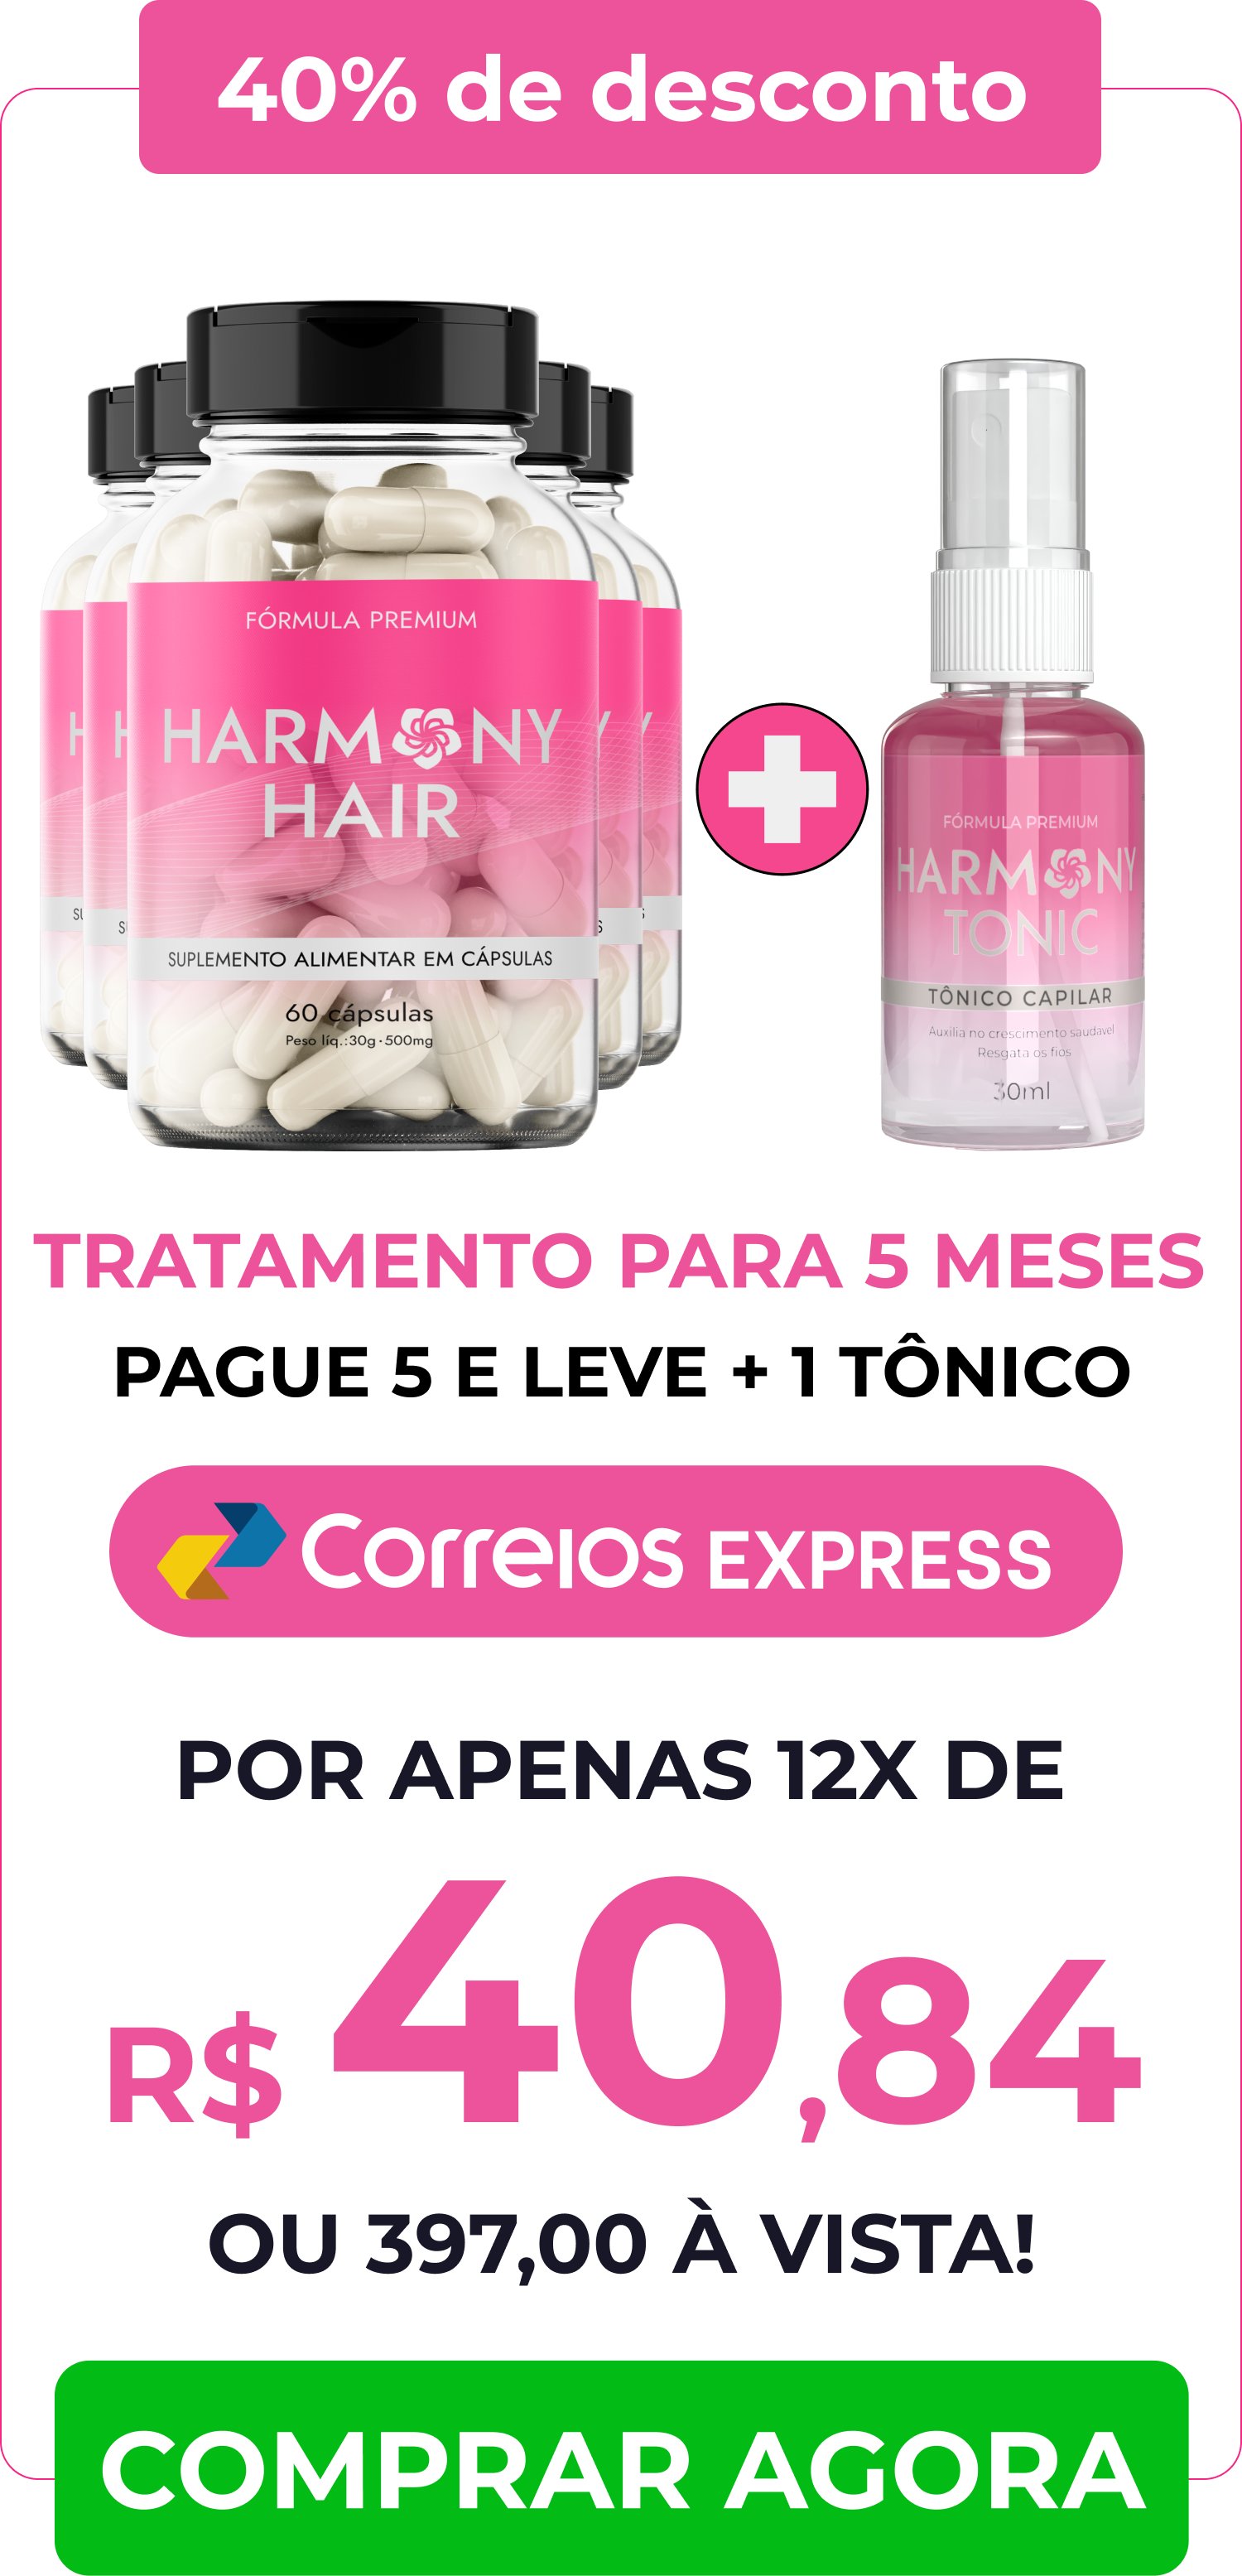 40% de desconto
FÓRMULA PREMIUM
HARMONY
HAIR
SUPLEMENTO ALIMENTAR EM CÁPSULAS
60 cápsulas
Peso líq.:30g•500mg
FÓRMULA PREMIUM
HARMONY
TONIC
TÔNICO CAPILAR
Auxilia no crescimento saudavel
Resgata os fios
30ml
TRATAMENTO PARA 5 MESES
PAGUE 5 E LEVE + 1 TÔNICO
Correios EXPRESS
POR APENAS 12X DE
R$ 40,84
OU 397,00 À VISTA!
COMPRAR AGORA